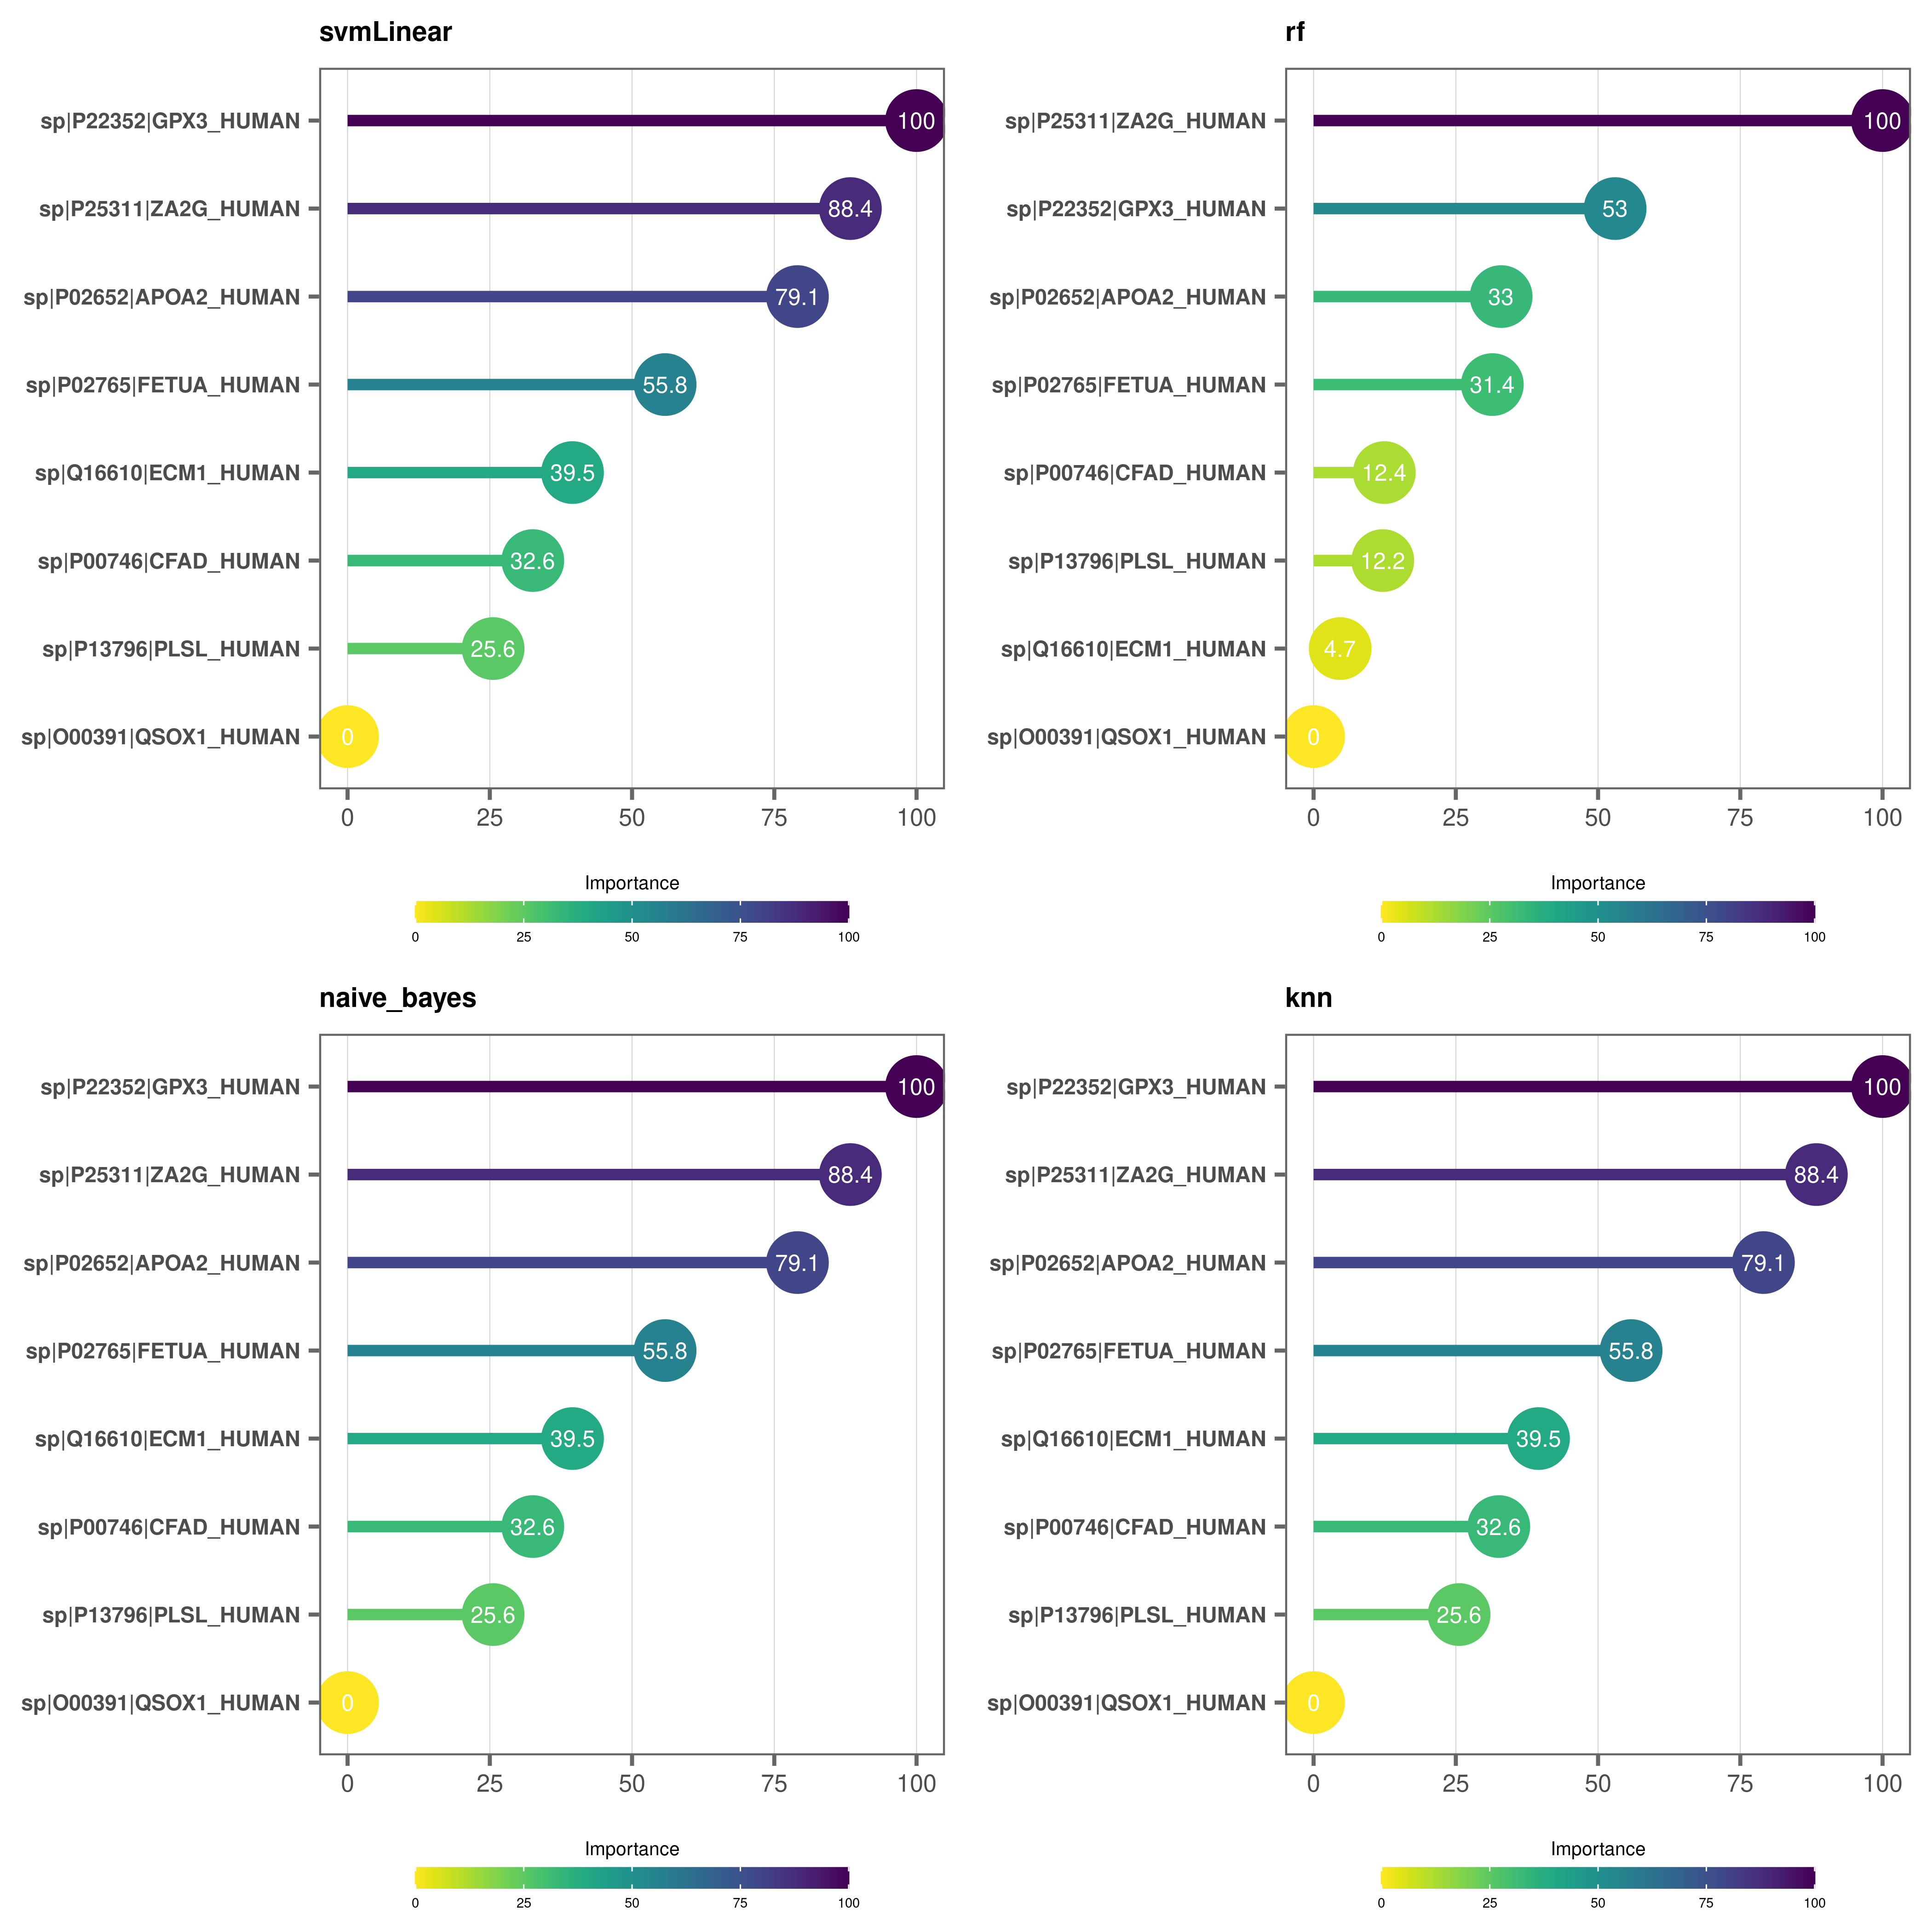 svmLinear
sp|P22352|GPX3_HUMAN
100
sp|P25311|ZA2G_HUMAN
88.4
sp|P02652|APOA2_HUMAN
79.1
sp|P02765|FETUA_HUMAN
55.8
sp|Q16610|ECM1_HUMAN
39.5
sp|P00746|CFAD_HUMAN
32.6
sp|P13796|PLSL_HUMAN
25.6
sp|O00391|QSOX1_HUMAN
0
0 25 50 75 100
Importance
0 25 50 75 100
rf
sp|P25311|ZA2G_HUMAN
100
sp|P22352|GPX3_HUMAN
53
sp|P02652|APOA2_HUMAN
33
sp|P02765|FETUA_HUMAN
31.4
sp|P00746|CFAD_HUMAN
12.4
sp|P13796|PLSL_HUMAN
12.2
sp|Q16610|ECM1_HUMAN
4.7
sp|O00391|QSOX1_HUMAN
0
0 25 50 75 100
Importance
0 25 50 75 100
naive_bayes
sp|P22352|GPX3_HUMAN
100
sp|P25311|ZA2G_HUMAN
88.4
sp|P02652|APOA2_HUMAN
79.1
sp|P02765|FETUA_HUMAN
55.8
sp|Q16610|ECM1_HUMAN
39.5
sp|P00746|CFAD_HUMAN
32.6
sp|P13796|PLSL_HUMAN
25.6
sp|O00391|QSOX1_HUMAN
0
0 25 50 75 100
Importance
0 25 50 75 100
knn
sp|P22352|GPX3_HUMAN
100
sp|P25311|ZA2G_HUMAN
88.4
sp|P02652|APOA2_HUMAN
79.1
sp|P02765|FETUA_HUMAN
55.8
sp|Q16610|ECM1_HUMAN
39.5
sp|P00746|CFAD_HUMAN
32.6
sp|P13796|PLSL_HUMAN
25.6
sp|O00391|QSOX1_HUMAN
0
0 25 50 75 100
Importance
0 25 50 75 100